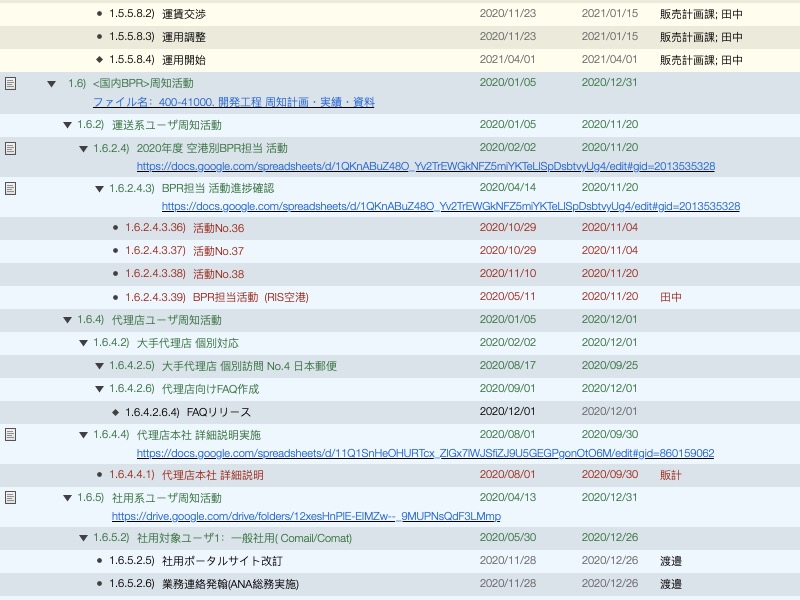 1.5.5.8.2) 運賃交渉 2020/11/23 2021/01/15 販売計画課; 田中
1.5.5.8.3) 運用調整 2020/11/23 2021/01/15 販売計画課; 田中
1.5.5.8.4) 運用開始 2021/04/01 2021/04/01 販売計画課; 田中
1.6) <国内BPR>周知活動 2020/01/05 2020/12/31
ファイル名: 400-41000. 開発工程 周知計画・実績・資料
1.6.2) 運送系ユーザ周知活動 2020/01/05 2020/11/20
1.6.2.4) 2020年度 空港別BPR担当 活動 2020/02/02 2020/11/20
https://docs.google.com/spreadsheets/d/1QKnABuZ48O_Yv2TrEWGkNFZ5miYKTeLlSpDsbtvyUg4/edit#gid=2013535328
1.6.2.4.3) BPR担当 活動進捗確認 2020/04/14 2020/11/20
https://docs.google.com/spreadsheets/d/1QKnABuZ48O_Yv2TrEWGkNFZ5miYKTeLlSpDsbtvyUg4/edit#gid=2013535328
1.6.2.4.3.36) 活動No.36 2020/10/29 2020/11/04
1.6.2.4.3.37) 活動No.37 2020/10/29 2020/11/04
1.6.2.4.3.38) 活動No.38 2020/11/10 2020/11/20
1.6.2.4.3.39) BPR担当活動 (RIS空港) 2020/05/11 2020/11/20 田中
1.6.4) 代理店ユーザ周知活動 2020/01/05 2020/12/01
1.6.4.2) 大手代理店 個別対応 2020/02/02 2020/12/01
1.6.4.2.5) 大手代理店 個別訪問 No.4 日本郵便 2020/08/17 2020/09/25
1.6.4.2.6) 代理店向けFAQ作成 2020/09/01 2020/12/01
1.6.4.2.6.4) FAQリリース 2020/12/01 2020/12/01
1.6.4.4) 代理店本社 詳細説明実施 2020/08/01 2020/09/30
https://docs.google.com/spreadsheets/d/11Q1SnHeOHURTcx_ZlGx7lWJSfiZJ9U5GEGPgonOtO6M/edit#gid=860159062
1.6.4.4.1) 代理店本社 詳細説明 2020/08/01 2020/09/30 販計
1.6.5) 社用系ユーザ周知活動 2020/04/13 2020/12/31
https://drive.google.com/drive/folders/12xesHnPlE-ElMZw--_9MUPNsQdF3LMmp
1.6.5.2) 社用対象ユーザ1: 一般社用( Comail/Comat) 2020/05/30 2020/12/26
1.6.5.2.5) 社用ポータルサイト改訂 2020/11/28 2020/12/26 渡邉
1.6.5.2.6) 業務連絡発翰(ANA総務実施) 2020/11/28 2020/12/26 渡邉